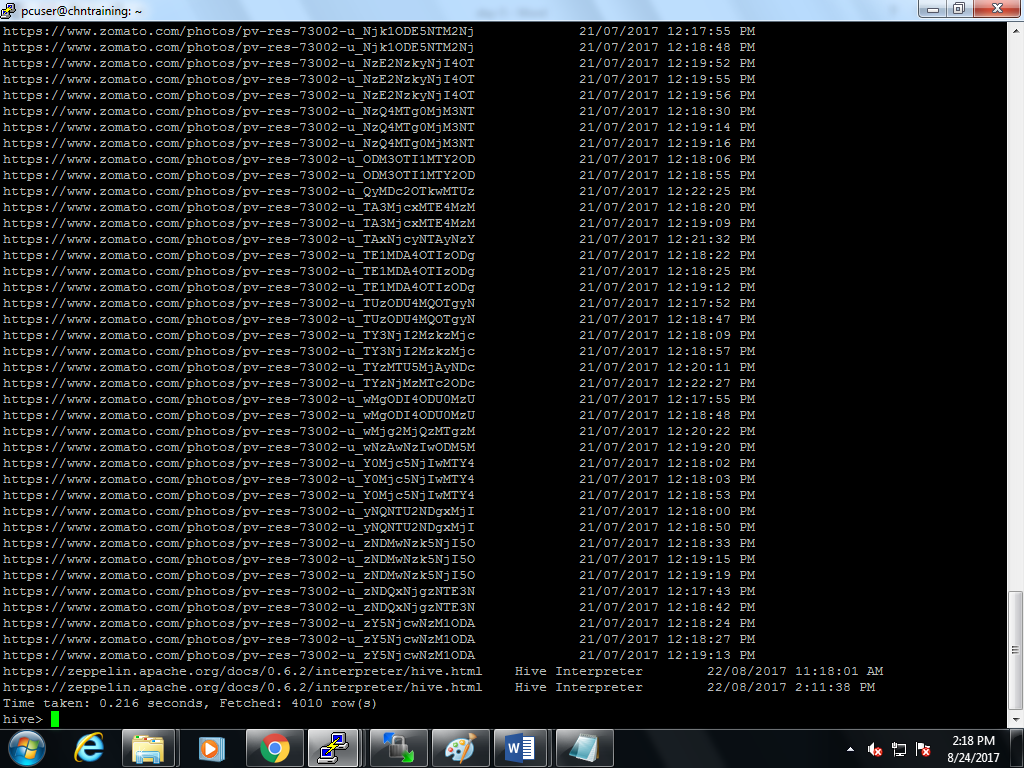 pcuser@chntraining: ~
https://www.zomato.com/photos/pv-res-73002-u_Njk1ODE5NTM2Nj 21/07/2017 12:17:55 PM
https://www.zomato.com/photos/pv-res-73002-u_Njk1ODE5NTM2Nj 21/07/2017 12:18:48 PM
https://www.zomato.com/photos/pv-res-73002-u_NzE2NzkyNjI4OT 21/07/2017 12:19:52 PM
https://www.zomato.com/photos/pv-res-73002-u_NzE2NzkyNjI4OT 21/07/2017 12:19:55 PM
https://www.zomato.com/photos/pv-res-73002-u_NzE2NzkyNjI4OT 21/07/2017 12:19:56 PM
https://www.zomato.com/photos/pv-res-73002-u_NzQ4MTg0MjM3NT 21/07/2017 12:18:30 PM
https://www.zomato.com/photos/pv-res-73002-u_NzQ4MTg0MjM3NT 21/07/2017 12:19:14 PM
https://www.zomato.com/photos/pv-res-73002-u_NzQ4MTg0MjM3NT 21/07/2017 12:19:16 PM
https://www.zomato.com/photos/pv-res-73002-u_ODM3OTI1MTY2OD 21/07/2017 12:18:06 PM
https://www.zomato.com/photos/pv-res-73002-u_ODM3OTI1MTY2OD 21/07/2017 12:18:55 PM
https://www.zomato.com/photos/pv-res-73002-u_QyMDc2OTkwMTUz 21/07/2017 12:22:25 PM
https://www.zomato.com/photos/pv-res-73002-u_TA3MjcxMTE4MzM 21/07/2017 12:18:20 PM
https://www.zomato.com/photos/pv-res-73002-u_TA3MjcxMTE4MzM 21/07/2017 12:19:09 PM
https://www.zomato.com/photos/pv-res-73002-u_TAxNjcyNTAyNzY 21/07/2017 12:21:32 PM
https://www.zomato.com/photos/pv-res-73002-u_TE1MDA4OTIzODg 21/07/2017 12:18:22 PM
https://www.zomato.com/photos/pv-res-73002-u_TE1MDA4OTIzODg 21/07/2017 12:18:25 PM
https://www.zomato.com/photos/pv-res-73002-u_TE1MDA4OTIzODg 21/07/2017 12:19:12 PM
https://www.zomato.com/photos/pv-res-73002-u_TUzODU4MQOTgyN 21/07/2017 12:17:52 PM
https://www.zomato.com/photos/pv-res-73002-u_TUzODU4MQOTgyN 21/07/2017 12:18:47 PM
https://www.zomato.com/photos/pv-res-73002-u_TY3NjI2MzkzMjc 21/07/2017 12:18:09 PM
https://www.zomato.com/photos/pv-res-73002-u_TY3NjI2MzkzMjc 21/07/2017 12:18:57 PM
https://www.zomato.com/photos/pv-res-73002-u_TYzMTU5MjAyNDc 21/07/2017 12:20:11 PM
https://www.zomato.com/photos/pv-res-73002-u_TYzNjMzMTc2ODc 21/07/2017 12:22:27 PM
https://www.zomato.com/photos/pv-res-73002-u_wMgODI4ODU0MzU 21/07/2017 12:17:55 PM
https://www.zomato.com/photos/pv-res-73002-u_wMgODI4ODU0MzU 21/07/2017 12:18:48 PM
https://www.zomato.com/photos/pv-res-73002-u_wMjg2MjQzMTgzM 21/07/2017 12:20:22 PM
https://www.zomato.com/photos/pv-res-73002-u_wNzAwNzIwODM5M 21/07/2017 12:19:20 PM
https://www.zomato.com/photos/pv-res-73002-u_Y0Mjc5NjIwMTY4 21/07/2017 12:18:02 PM
https://www.zomato.com/photos/pv-res-73002-u_Y0Mjc5NjIwMTY4 21/07/2017 12:18:03 PM
https://www.zomato.com/photos/pv-res-73002-u_Y0Mjc5NjIwMTY4 21/07/2017 12:18:53 PM
https://www.zomato.com/photos/pv-res-73002-u_yNQNTU2NDgxMjI 21/07/2017 12:18:00 PM
https://www.zomato.com/photos/pv-res-73002-u_yNQNTU2NDgxMjI 21/07/2017 12:18:50 PM
https://www.zomato.com/photos/pv-res-73002-u_zNDMwNzk5NjI5O 21/07/2017 12:18:33 PM
https://www.zomato.com/photos/pv-res-73002-u_zNDMwNzk5NjI5O 21/07/2017 12:19:15 PM
https://www.zomato.com/photos/pv-res-73002-u_zNDMwNzk5NjI5O 21/07/2017 12:19:19 PM
https://www.zomato.com/photos/pv-res-73002-u_zNDQxNjgzNTE3N 21/07/2017 12:17:43 PM
https://www.zomato.com/photos/pv-res-73002-u_zNDQxNjgzNTE3N 21/07/2017 12:18:42 PM
https://www.zomato.com/photos/pv-res-73002-u_zY5NjcwNzM1ODA 21/07/2017 12:18:24 PM
https://www.zomato.com/photos/pv-res-73002-u_zY5NjcwNzM1ODA 21/07/2017 12:18:27 PM
https://www.zomato.com/photos/pv-res-73002-u_zY5NjcwNzM1ODA 21/07/2017 12:19:13 PM
https://zeppelin.apache.org/docs/0.6.2/interpreter/hive.html Hive Interpreter 22/08/2017 11:18:01 AM
https://zeppelin.apache.org/docs/0.6.2/interpreter/hive.html Hive Interpreter 22/08/2017 2:11:38 PM
Time taken: 0.216 seconds, Fetched: 4010 row(s)
hive>
2:18 PM
8/24/2017